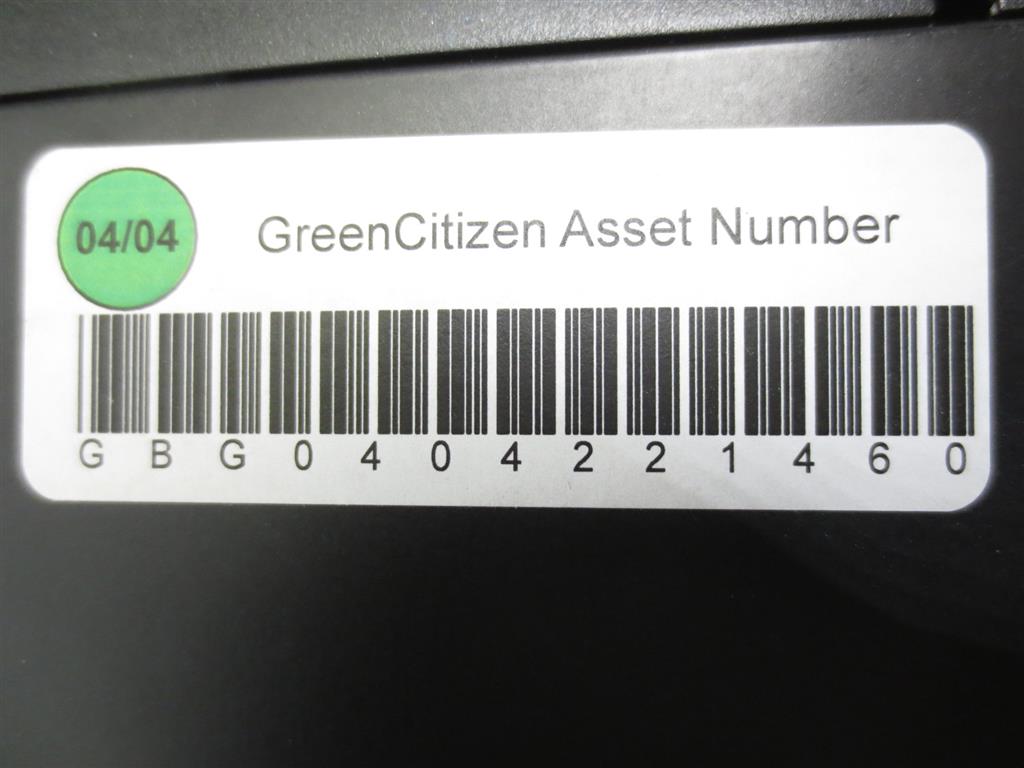 04/04
GreenCitizen Asset Number
G B G 0 4 0 4 2 2 1 4 6 0